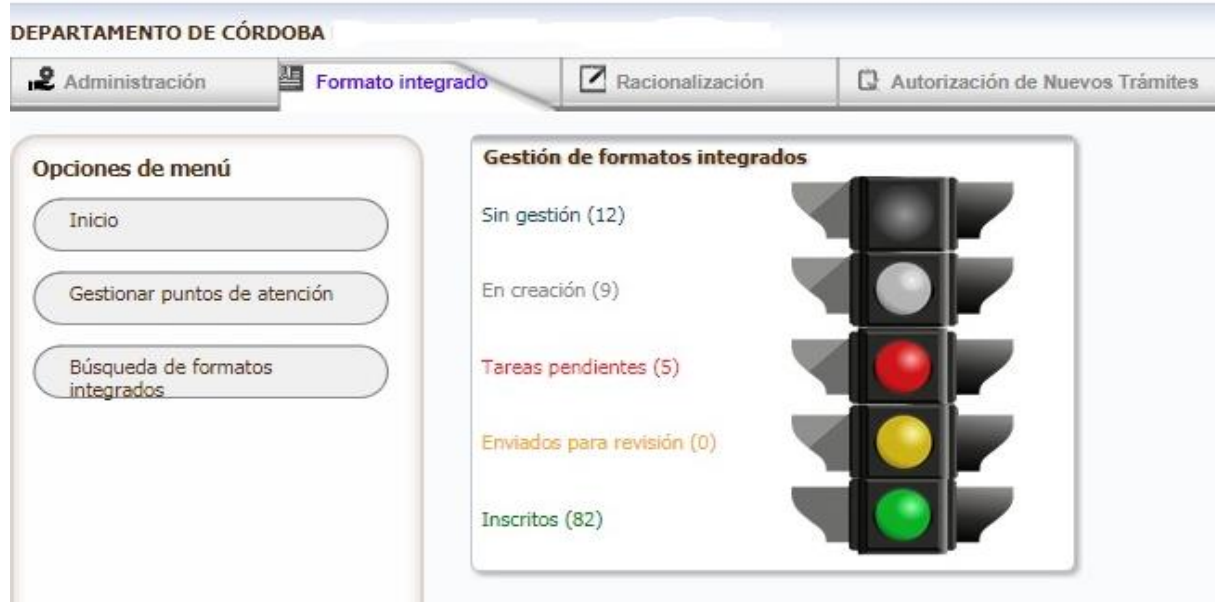 DEPARTAMENTO DE CÓRDOBA
Administración
Formato integrado
Racionalización
Autorización de Nuevos Trámites
Opciones de menú
Inicio
Gestionar puntos de atención
Búsqueda de formatos
integrados
Gestión de formatos integrados
Sin gestión (12)
En creación (9)
Tareas pendientes (5)
Enviados para revisión (0)
Inscritos (82)